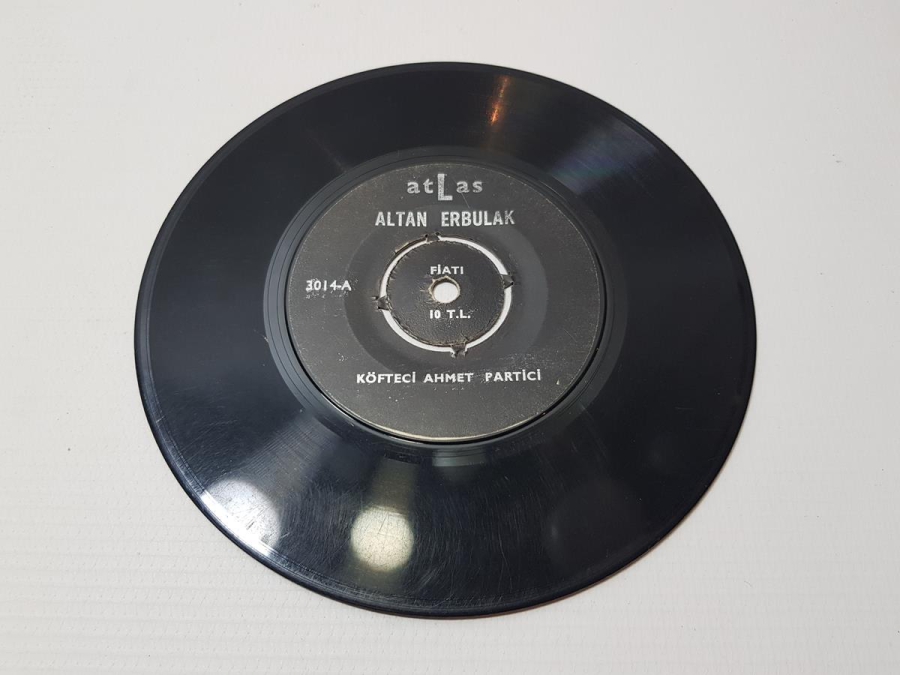 atLas
ALTAN ERBULAK
FİATI
3014-A
10 T.L.
KÖFTECİ AHMET PARTİCİ